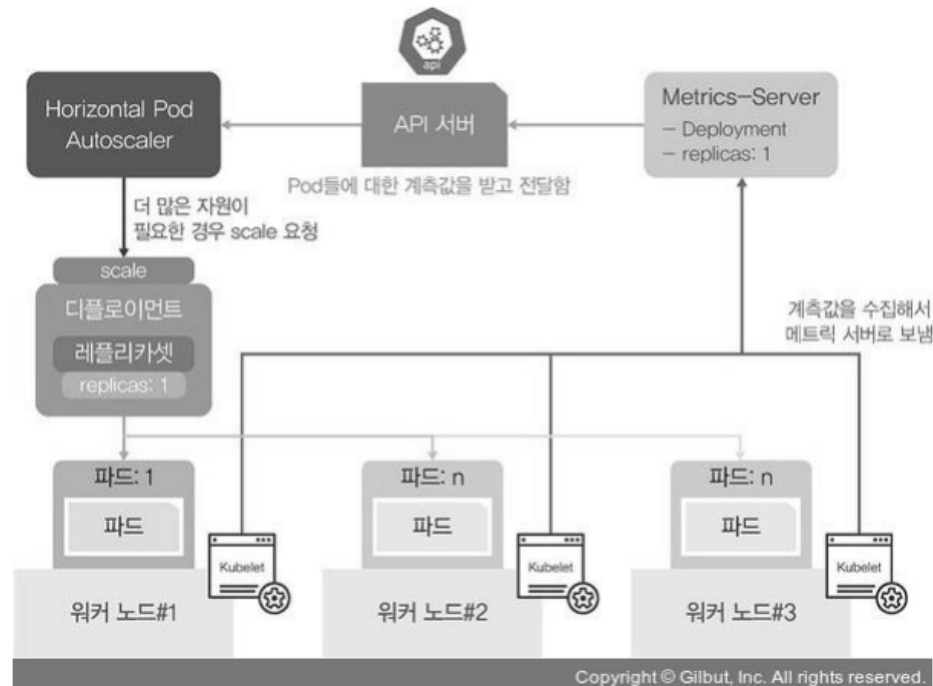 api
Horizontal Pod
Autoscaler
API 서버
Metrics-Server
- Deployment
- replicas: 1
Pod들에 대한 계측값을 받고 전달함
더 많은 자원이
필요한 경우 scale 요청
scale
디플로이먼트
레플리카셋
replicas: 1
계측값을 수집해서
메트릭 서버로 보냄
파드: 1
파드
파드: n
파드
파드: n
파드
Kubelet
Kubelet
Kubelet
워커 노드#1
워커 노드#2
워커 노드#3
Copyright © Gilbut, Inc. All rights reserved.